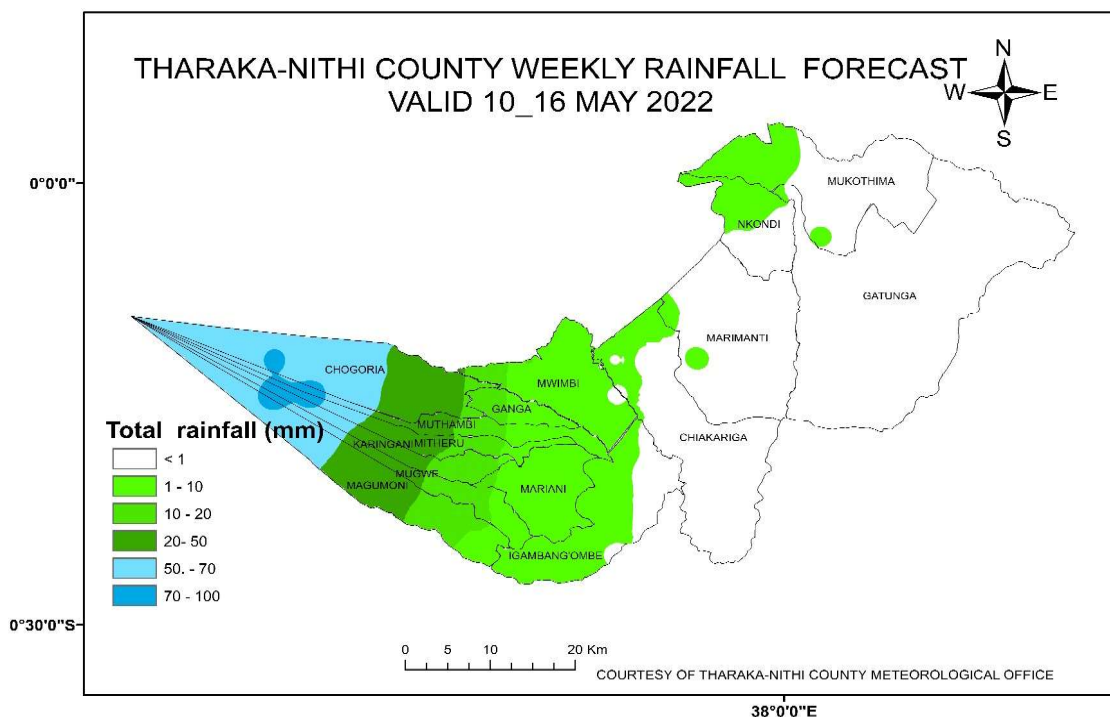 THARAKA-NITHI COUNTY WEEKLY RAINFALL FORECAST
VALID 10_16 MAY 2022
N
W E
S
0°0'0"
MUKOTHIMA
NKONDI
GATUNGA
MARIMANTI
CHOGORIA
MWIMBI
GANGA
MUTHAMBI
CHIAKARIGA
KARINGANI MITHERU
MUGWE
MAGUMONI
MARIANI
IGAMBANG'OMBE
Total rainfall (mm)
< 1
1 - 10
10 - 20
20- 50
50. - 70
70 - 100
0°30'0"S
0 5 10 20 Km
COURTESY OF THARAKA-NITHI COUNTY METEOROLOGICAL OFFICE
38°0'0"E